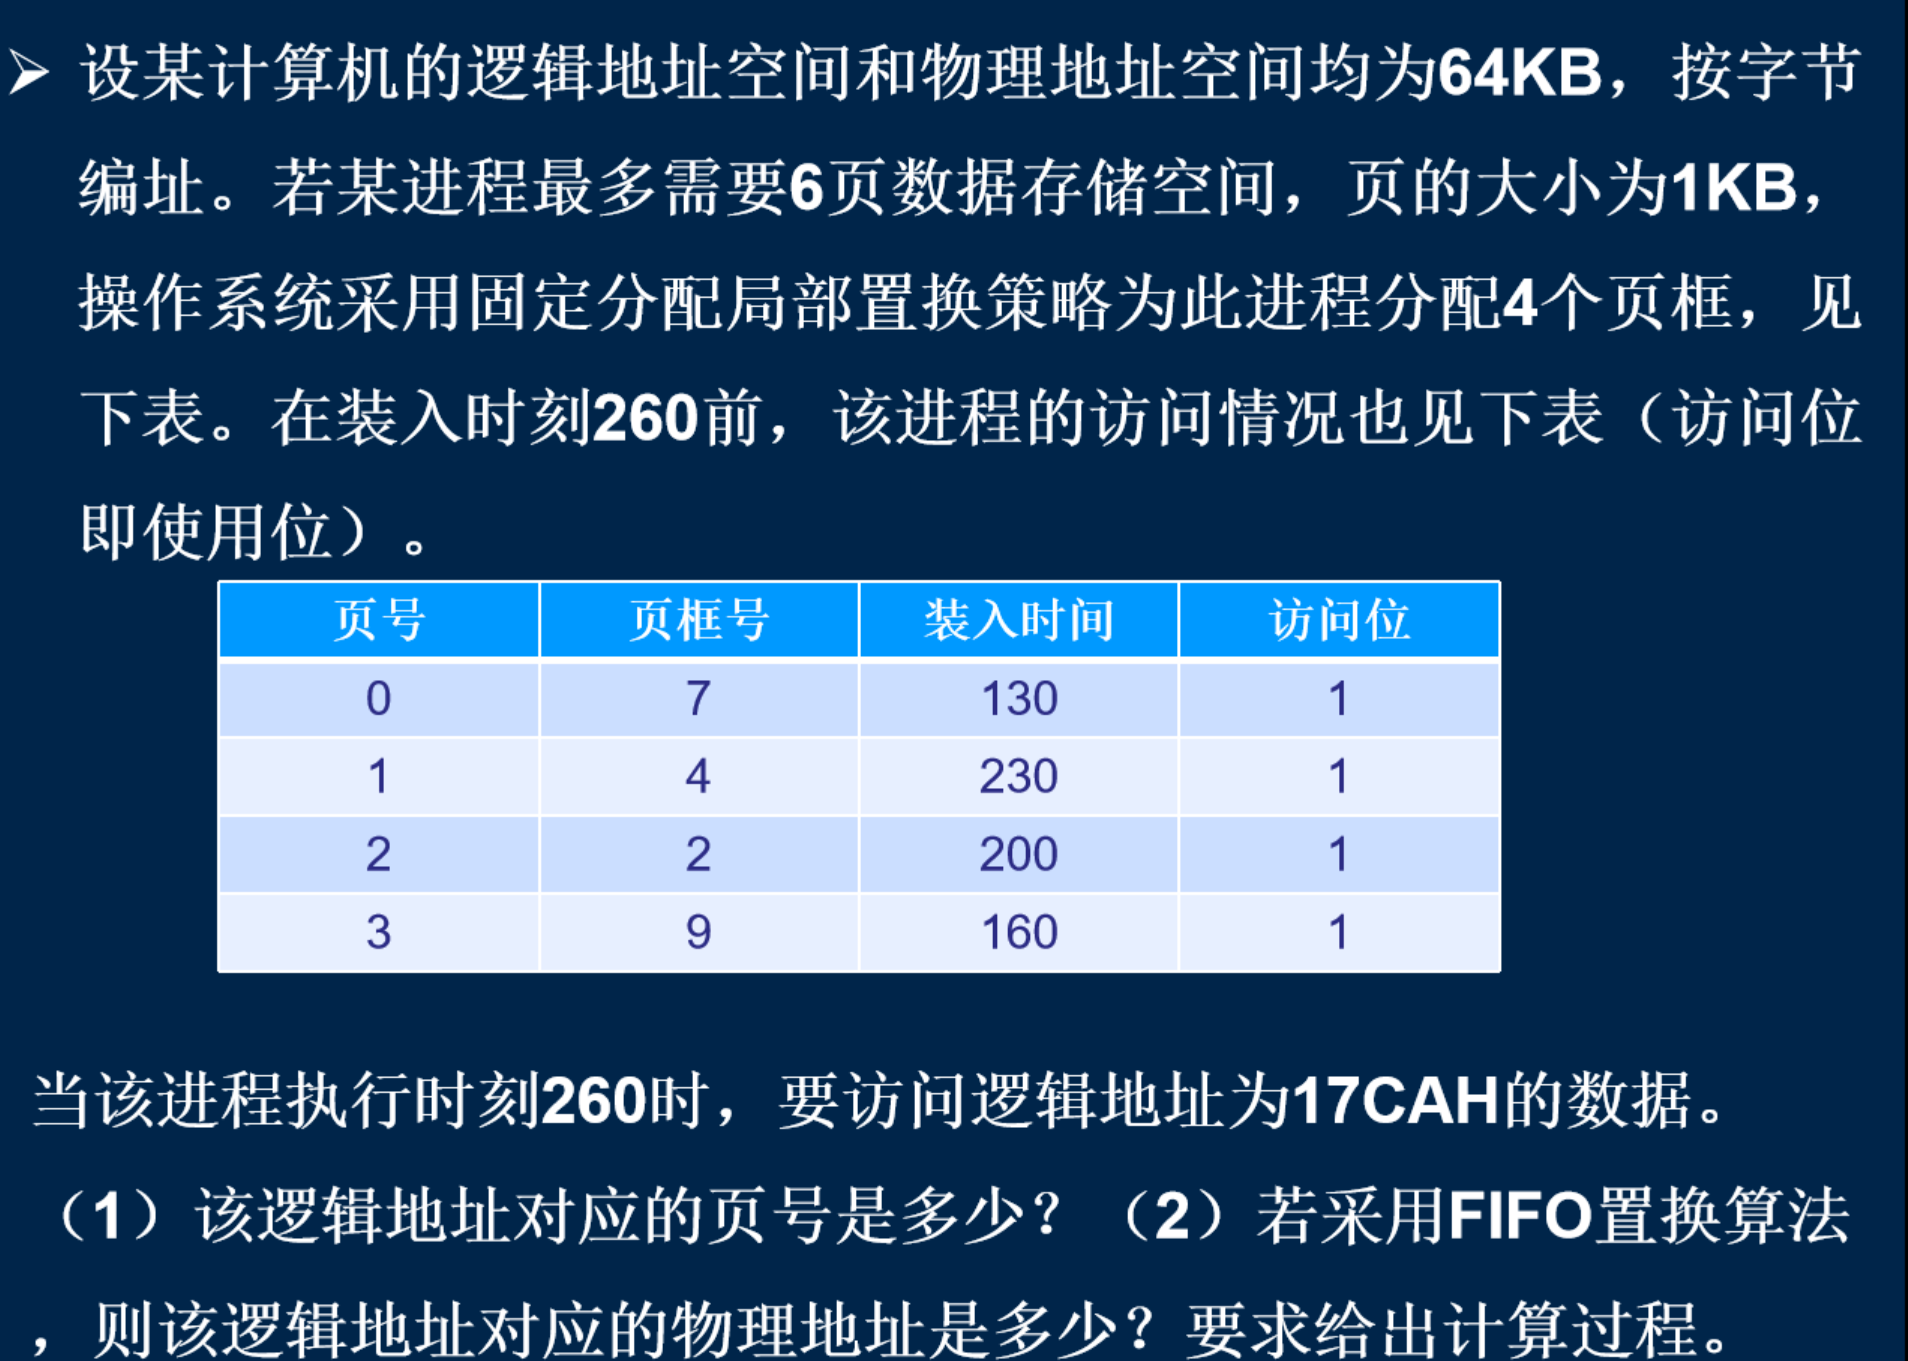 ➢ 设某计算机的逻辑地址空间和物理地址空间均为64KB，按字节
编址。若某进程最多需要6页数据存储空间，页的大小为1KB，
操作系统采用固定分配局部置换策略为此进程分配4个页框，见
下表。在装入时刻260前，该进程的访问情况也见下表（访问位
即使用位）。
页号 页框号 装入时间 访问位
0 7 130 1
1 4 230 1
2 2 200 1
3 9 160 1
当该进程执行时刻260时，要访问逻辑地址为17CAH的数据。
（1）该逻辑地址对应的页号是多少？（2）若采用FIFO置换算法
，则该逻辑地址对应的物理地址是多少？要求给出计算过程。